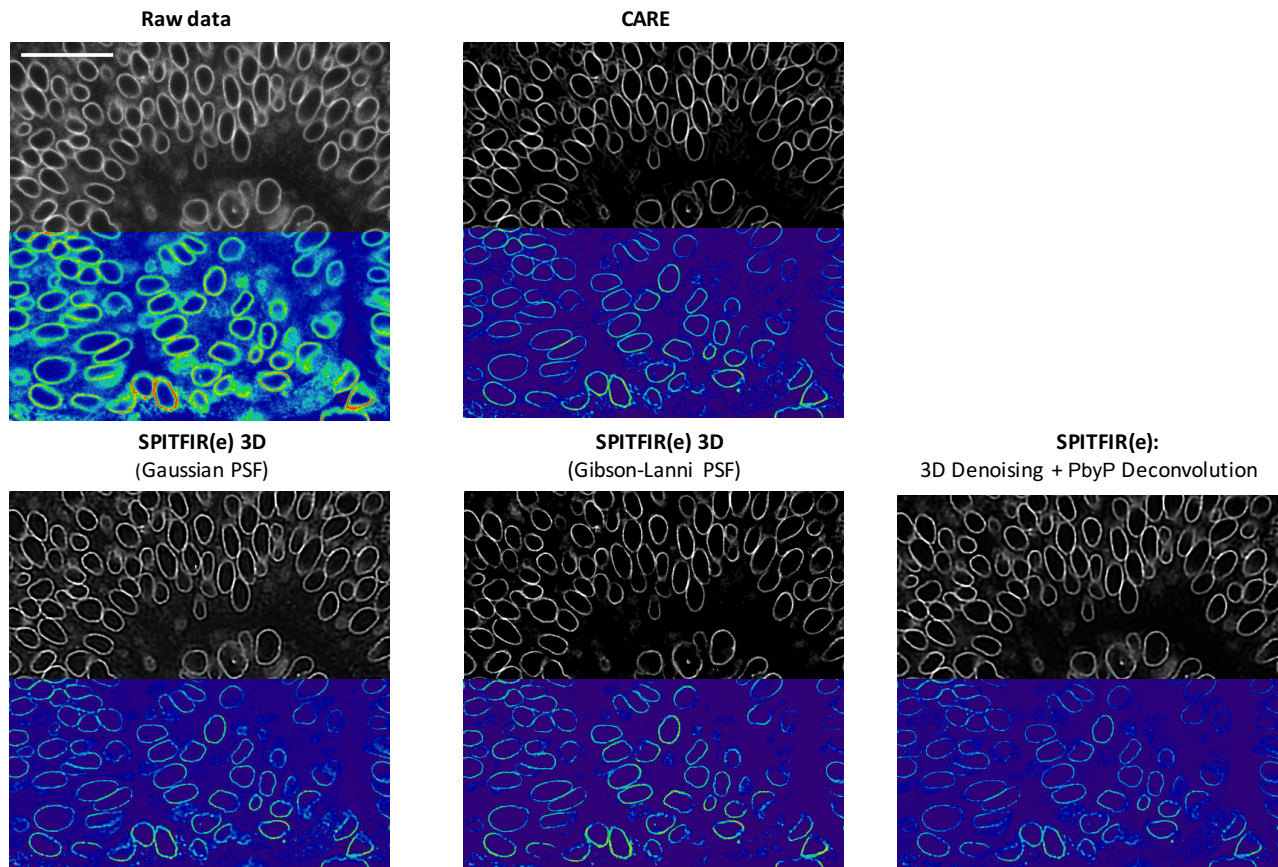 Raw data
CARE
SPITFIR(e) 3D
(Gaussian PSF)
SPITFIR(e) 3D
(Gibson-Lanni PSF)
SPITFIR(e):
3D Denoising + PbyP Deconvolution